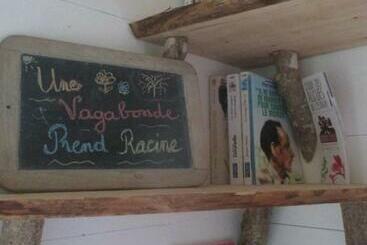 Une
Vagabonde
Prend Racine